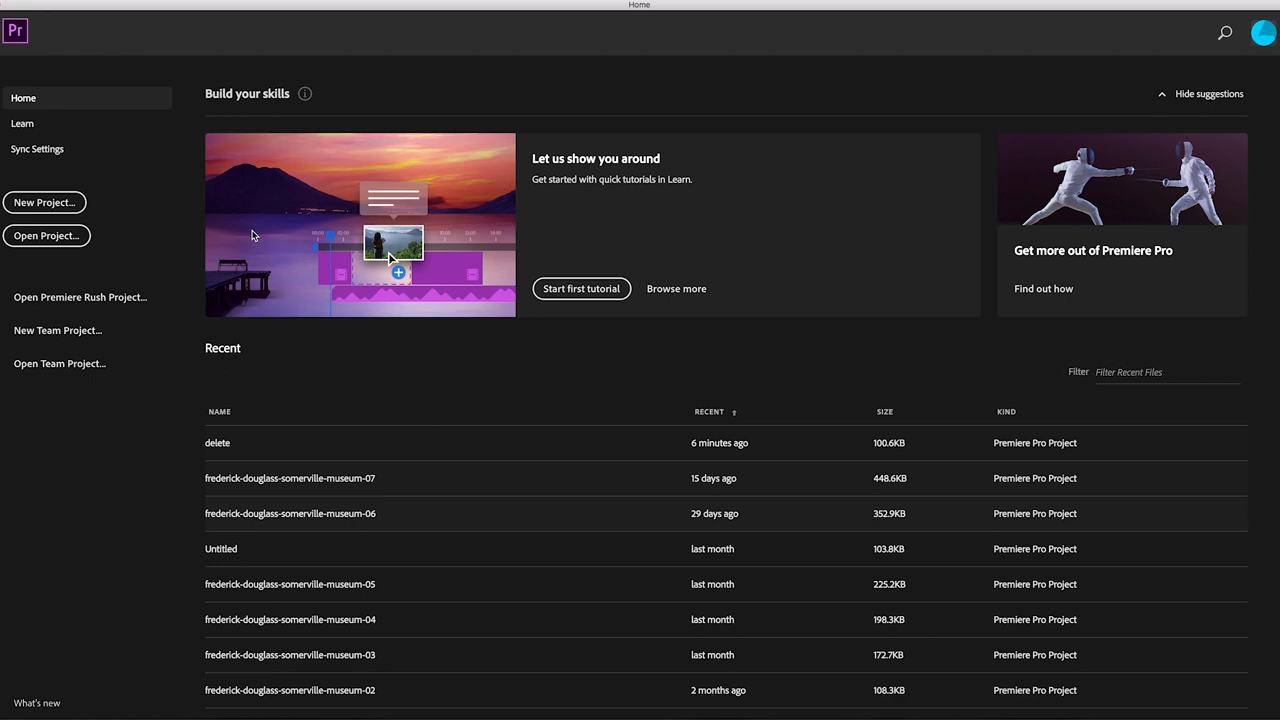 Home
Pr
Home
Learn
Sync Settings
New Project...
Open Project...
Open Premiere Rush Project...
New Team Project...
Open Team Project...
What's new
Build your skills
Hide suggestions
Let us show you around
Get started with quick tutorials in Learn.
Start first tutorial Browse more
Get more out of Premiere Pro
Find out how
Recent
Filter Filter Recent Files
NAME RECENT SIZE KIND
delete 6 minutes ago 100.6KB Premiere Pro Project
frederick-douglass-somerville-museum-07 15 days ago 448.6KB Premiere Pro Project
frederick-douglass-somerville-museum-06 29 days ago 352.9KB Premiere Pro Project
Untitled last month 103.8KB Premiere Pro Project
frederick-douglass-somerville-museum-05 last month 225.2KB Premiere Pro Project
frederick-douglass-somerville-museum-04 last month 198.3KB Premiere Pro Project
frederick-douglass-somerville-museum-03 last month 172.7KB Premiere Pro Project
frederick-douglass-somerville-museum-02 2 months ago 108.3KB Premiere Pro Project